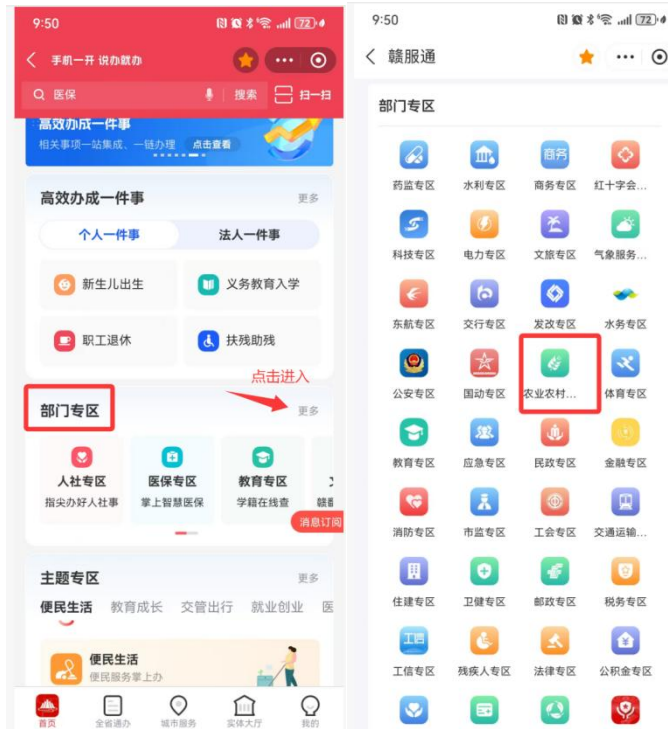 9:50
72
手机一开 说办就办
医保
搜索
扫一扫
高效办成一件事
相关事项一站集成、一链办理
点击查看
高效办成一件事
更多
个人一件事
法人一件事
新生儿出生
义务教育入学
职工退休
扶残助残
点击进入
部门专区
更多
人社专区
医保专区
教育专区
指尖办好人社事
掌上智慧医保
学籍在线查
消息订阅
主题专区
更多
便民生活
教育成长
交管出行
就业创业
医
便民生活
便民服务掌上办
首页
全省通办
城市服务
实体大厅
我的
9:50
72
赣服通
部门专区
商务
药监专区
水利专区
商务专区
红十字会...
科技专区
电力专区
文旅专区
气象服务...
东航专区
交行专区
发改专区
水务专区
公安专区
国动专区
农业农村...
体育专区
教育专区
应急专区
民政专区
金融专区
消防专区
市监专区
工会专区
交通运输...
住建专区
卫健专区
邮政专区
税务专区
工信
工信专区
残疾人专区
法律专区
公积金专区